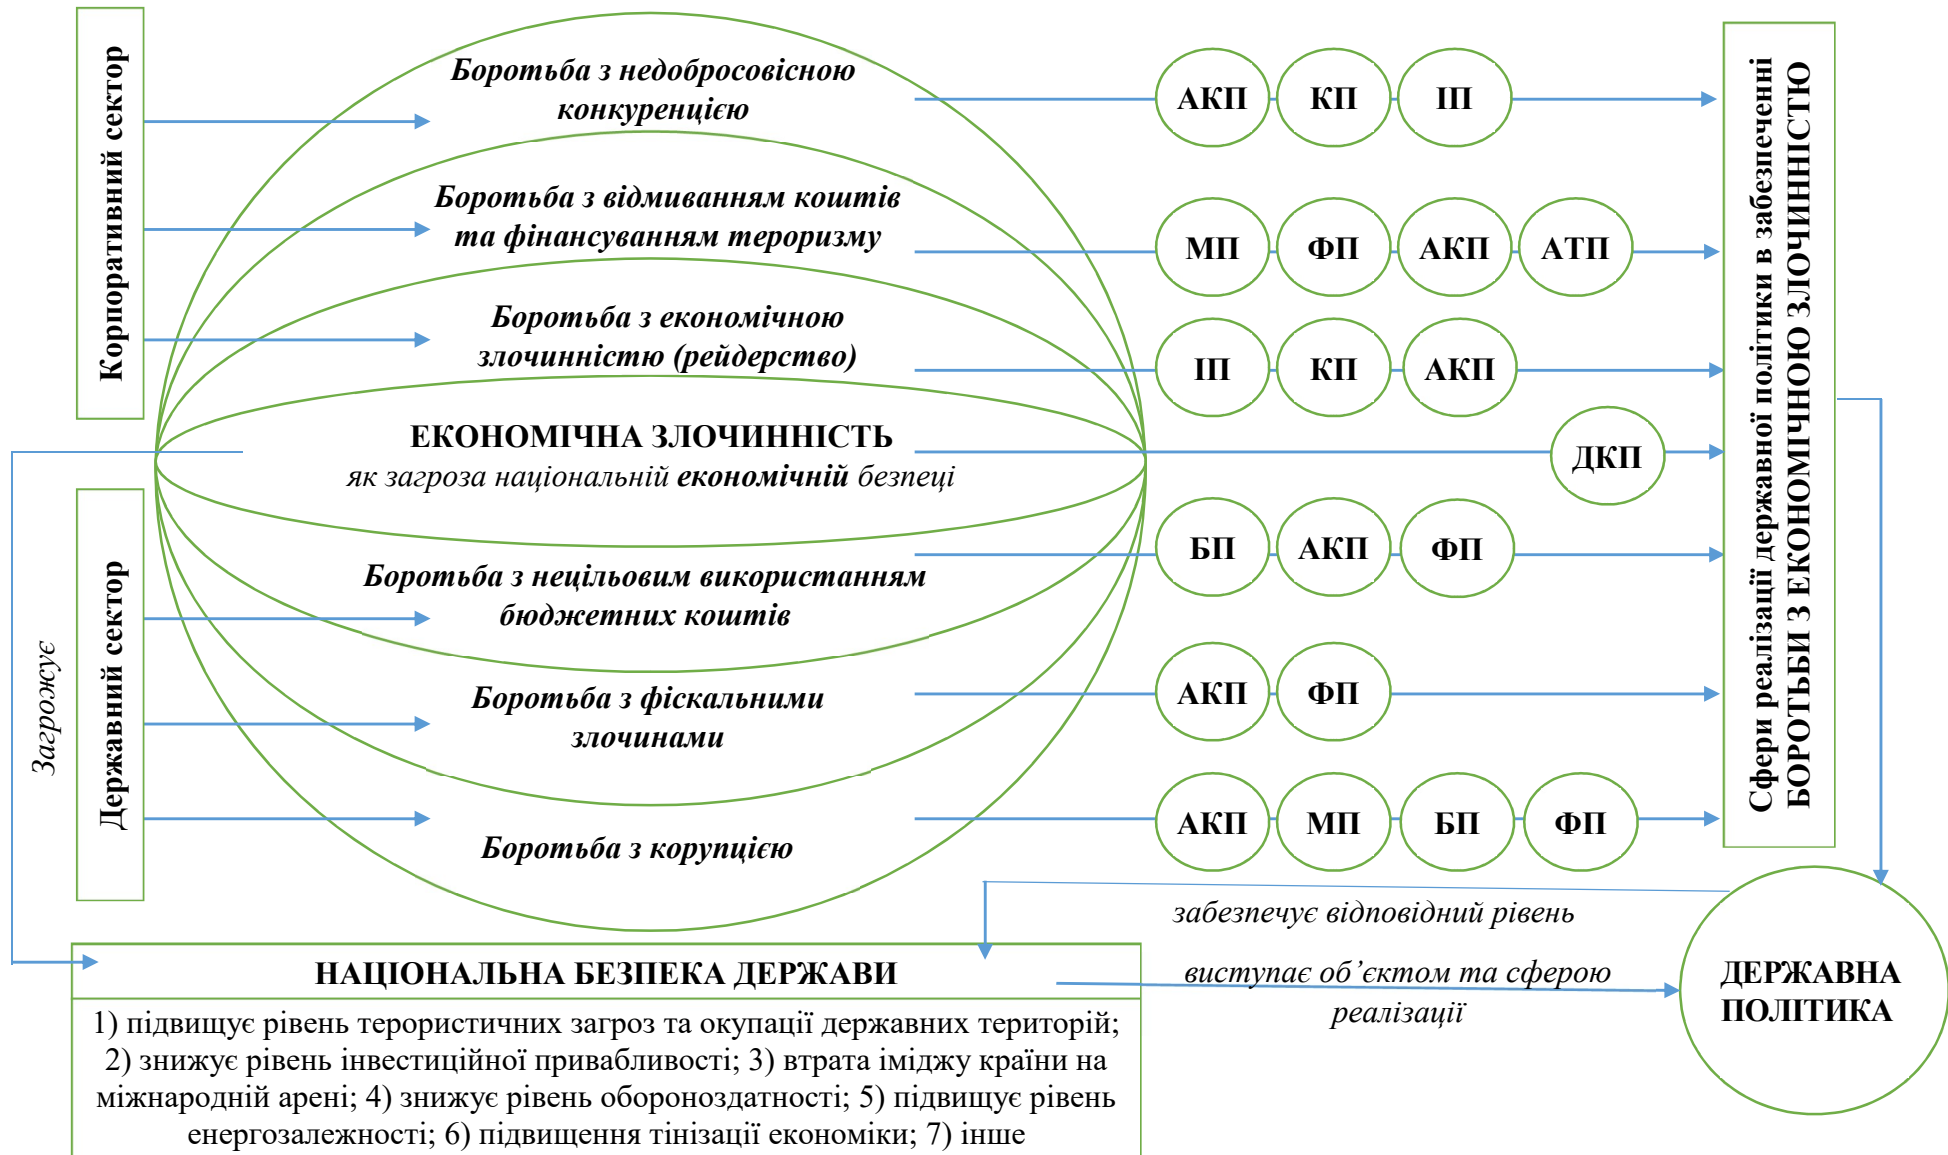 Корпоративний сектор
Боротьба з недобросовісною
конкуренцією
АКП КП ІП
Боротьба з відмиванням коштів
та фінансуванням тероризму
МП ФП АКП АТП
Боротьба з економічною
злочинністю (рейдерство)
ІП КП АКП
ЕКОНОМІЧНА ЗЛОЧИННІСТЬ
як загроза національній економічній безпеці
ДКП
Державний сектор
Загрожує
Боротьба з нецільовим використанням
бюджетних коштів
БП АКП ФП
Боротьба з фіскальними
злочинами
АКП ФП
Боротьба з корупцією
АКП МП БП ФП
Сфери реалізації державної політики в забезпеченні
БОРОТЬБИ З ЕКОНОМІЧНОЮ ЗЛОЧИННІСТЮ
забезпечує відповідний рівень
виступає об’єктом та сферою
реалізації
ДЕРЖАВНА
ПОЛІТИКА
НАЦІОНАЛЬНА БЕЗПЕКА ДЕРЖАВИ
1) підвищує рівень терористичних загроз та окупації державних територій;
2) знижує рівень інвестиційної привабливості; 3) втрата іміджу країни на
міжнародній арені; 4) знижує рівень обороноздатності; 5) підвищує рівень
енергозалежності; 6) підвищення тінізації економіки; 7) інше